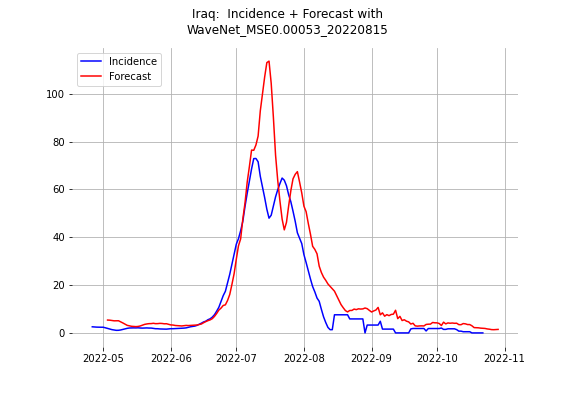 Iraq:  Incidence + Forecast with
WaveNet_MSE0.00053_20220815
Incidence
Forecast
100
80
60
40
20
0
2022-05 2022-06 2022-07 2022-08 2022-09 2022-10 2022-11